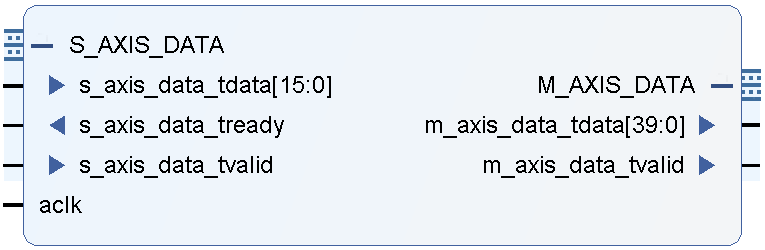 S_AXIS_DATA
s_axis_data_tdata[15:0]
s_axis_data_tready
s_axis_data_tvalid
aclk
M_AXIS_DATA
m_axis_data_tdata[39:0]
m_axis_data_tvalid